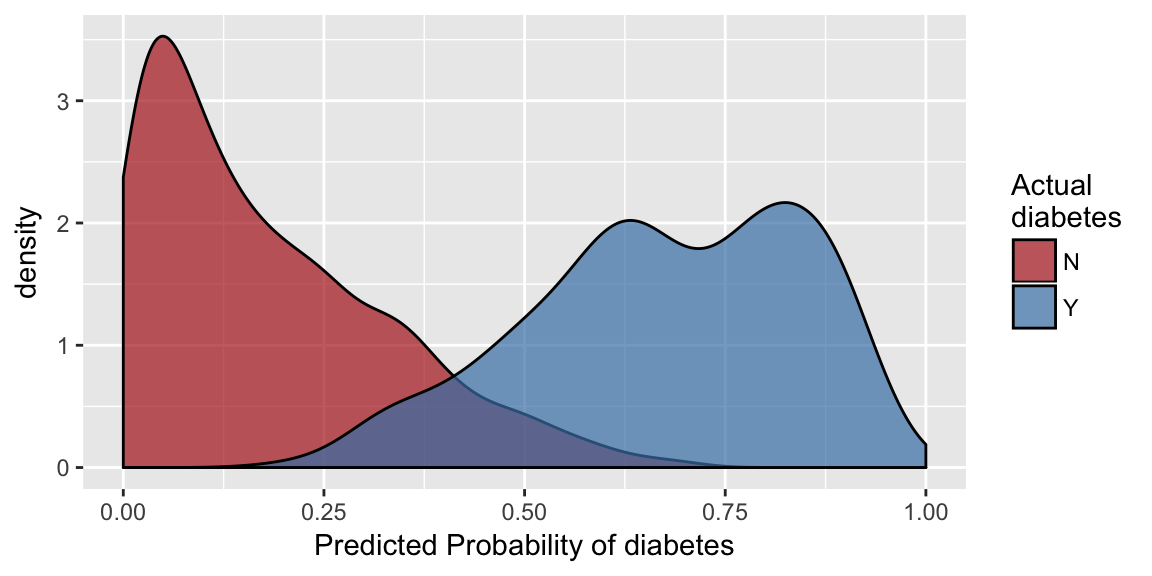 3
2
1
0
density
0.00 0.25 0.50 0.75 1.00
Predicted Probability of diabetes
Actual
diabetes
N
Y